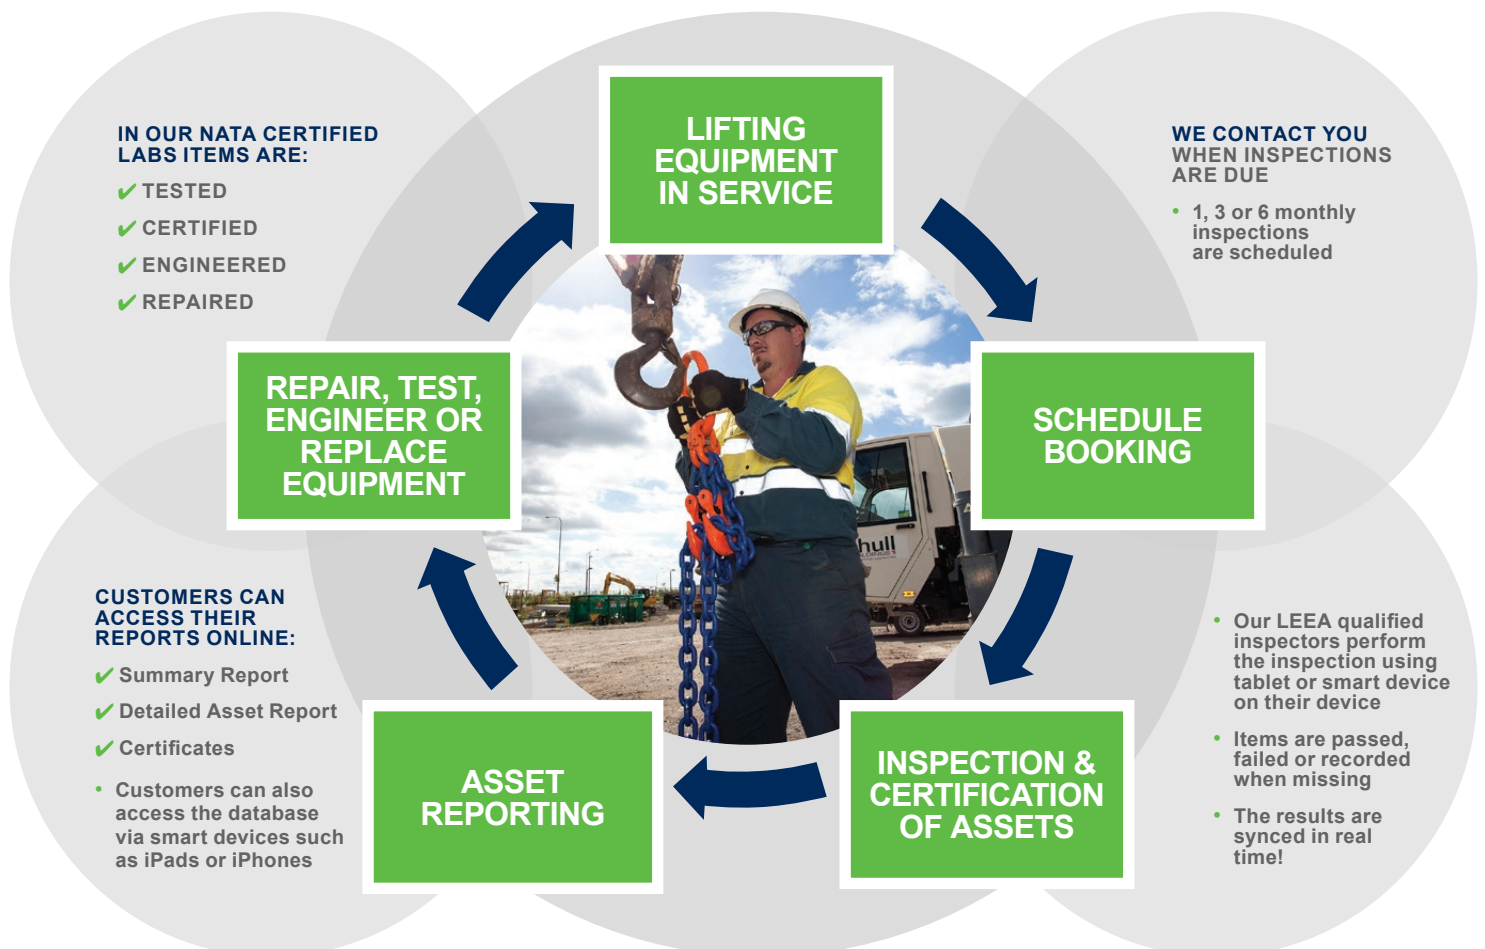 IN OUR NATA CERTIFIED
LABS ITEMS ARE:
✔ TESTED
✔ CERTIFIED
✔ ENGINEERED
✔ REPAIRED
LIFTING
EQUIPMENT
IN SERVICE
WE CONTACT YOU
WHEN INSPECTIONS
ARE DUE
• 1, 3 or 6 monthly
inspections
are scheduled
REPAIR, TEST,
ENGINEER OR
REPLACE
EQUIPMENT
SCHEDULE
BOOKING
hull
CUSTOMERS CAN
ACCESS THEIR
REPORTS ONLINE:
✔ Summary Report
✔ Detailed Asset Report
✔ Certificates
• Customers can also
access the database
via smart devices such
as iPads or iPhones
ASSET
REPORTING
INSPECTION &
CERTIFICATION
OF ASSETS
• Our LEEA qualified
inspectors perform
the inspection using
tablet or smart device
on their device
• Items are passed,
failed or recorded
when missing
• The results are
synced in real
time!